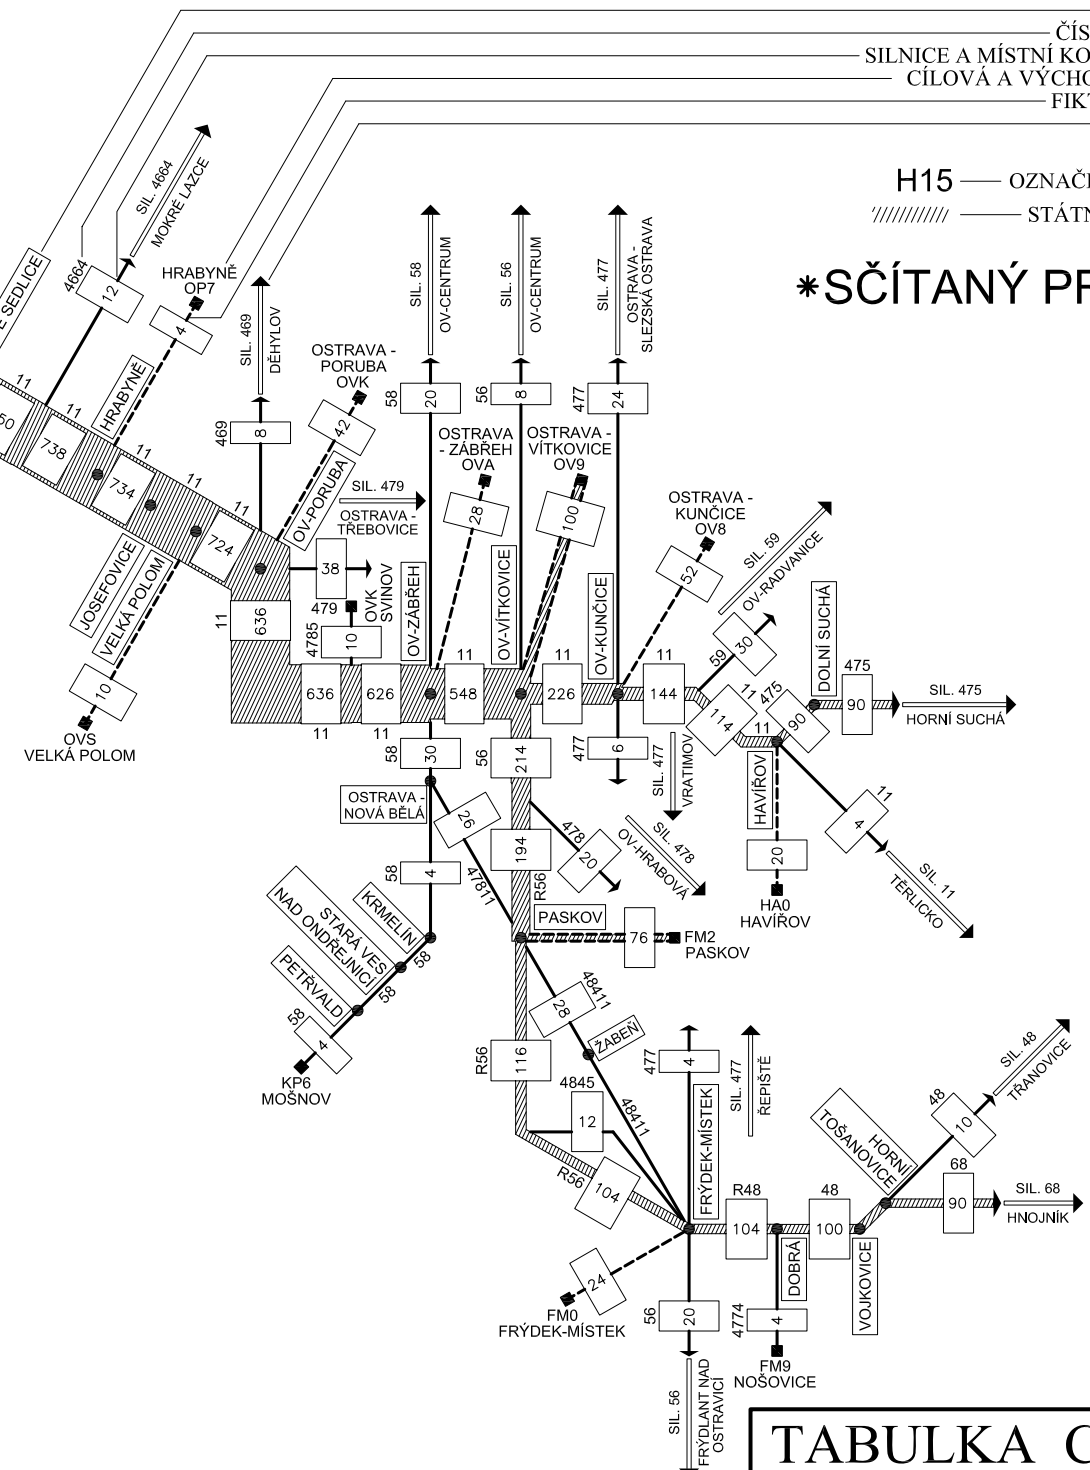 ČÍS
SILNICE A MÍSTNÍ KO
CÍLOVÁ A VÝCHO
FIKT
H15
OZNAČ
STÁTN
*SČÍTANÝ PR
SIL. 4664
MOKRÉ LAZCE
4664
12
HRABYNĚ
OP7
4
E SEDLICE
11
50
11
738
HRABYNĚ
11
734
11
724
11
SIL. 469
DĚHYLOV
469
8
OSTRAVA -
PORUBA
OVK
42
OV-PORUBA
SIL. 479
OSTRAVA -
TŘEBOVICE
SIL. 58
OV-CENTRUM
58
20
SIL. 56
OV-CENTRUM
56
8
SIL. 477
OSTRAVA -
SLEZSKÁ OSTRAVA
477
24
OSTRAVA
- ZÁBŘEH
OVA
28
OSTRAVA -
VÍTKOVICE
OV9
100
OSTRAVA -
KUNČICE
OV8
52
SIL. 59
OV-RADVANICE
59
30
JOSEFOVICE
VELKÁ POLOM
10
OVS
VELKÁ POLOM
38
479
OVK
SVINOV
4785
10
11
636
636
11
626
11
OV-ZÁBŘEH
11
548
OV-VÍTKOVICE
11
226
OV-KUNČICE
11
144
11
114
11
475
90
DOLNÍ SUCHÁ
475
90
SIL. 475
HORNÍ SUCHÁ
477
6
SIL. 477
VRATIMOV
HAVÍŘOV
20
HA0
HAVÍŘOV
11
4
SIL. 11
TĚRLICKO
58
30
OSTRAVA -
NOVÁ BĚLÁ
26
47811
56
214
194
R56
478
20
SIL. 478
OV-HRABOVÁ
58
4
KRMELÍN
58
STARÁ VES
NAD ONDŘEJNICÍ
58
PETŘVALD
58
4
KP6
MOŠNOV
PASKOV
76
FM2
PASKOV
48411
28
ŽABEŇ
48411
R56
116
4845
12
R56
104
477
4
SIL. 477
ŘEPIŠTĚ
FRÝDEK-MÍSTEK
R48
104
48
100
DOBRÁ
VOJKOVICE
HORNÍ
TOŠANOVICE
48
10
SIL. 48
TŘANOVICE
68
90
SIL. 68
HNOJNÍK
24
FM0
FRÝDEK-MÍSTEK
56
20
SIL. 56
FRÝDLANT NAD
OSTRAVICÍ
4774
4
FM9
NOŠOVICE
TABULKA